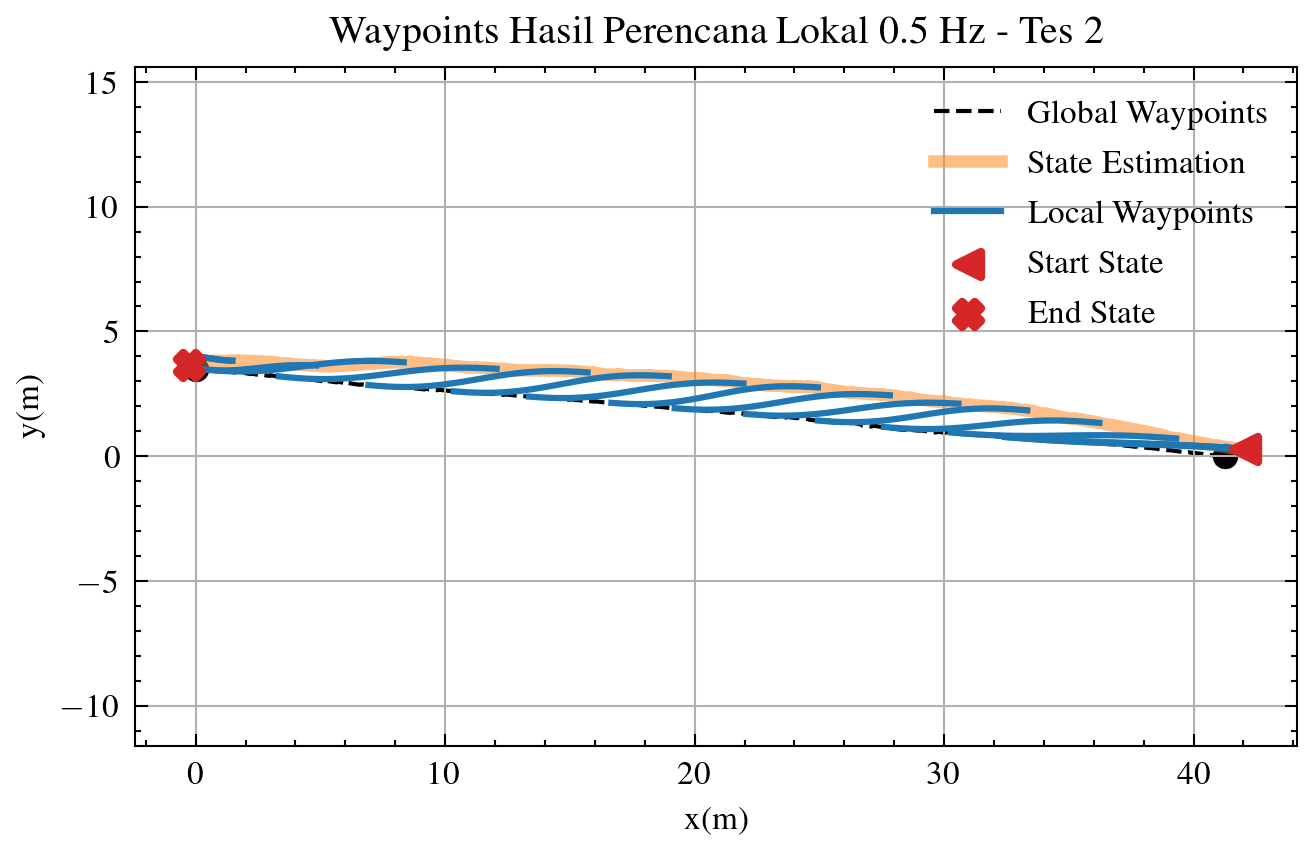 Waypoints Hasil Perencana Lokal 0.5 Hz - Tes 2
Global Waypoints
State Estimation
Local Waypoints
Start State
End State
15
10
5
0
−5
−10
y(m)
0
10
20
30
40
x(m)